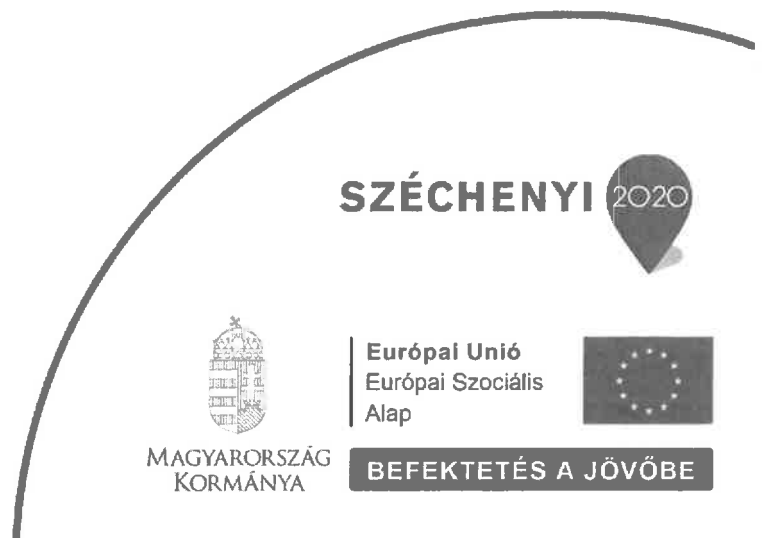 SZÉCHENYI 2020
Európai Unió
Európai Szociális
Alap
MAGYARORSZÁG
KORMÁNYA
BEFEKTETÉS A JÖVŐBE